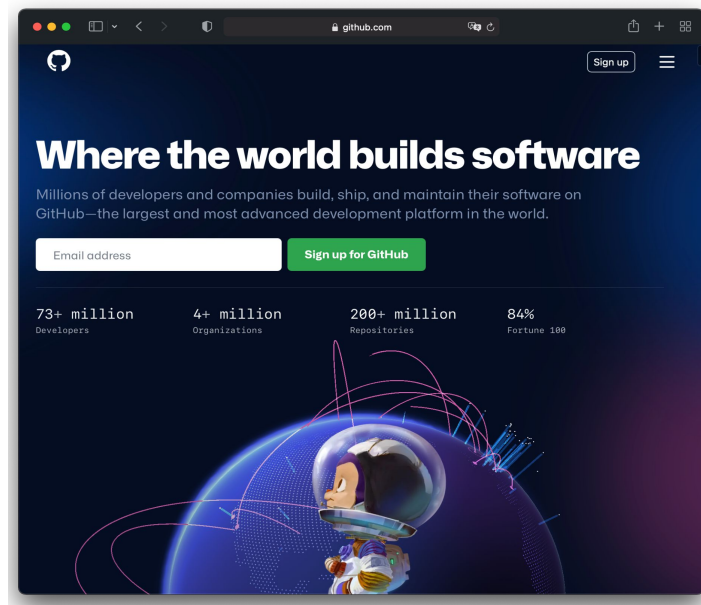 github.com
Sign up
Where the world builds software
Millions of developers and companies build, ship, and maintain their software on
GitHub—the largest and most advanced development platform in the world.
Email address
Sign up for GitHub
73+ million
Developers
4+ million
Organizations
200+ million
Repositories
84%
Fortune 100